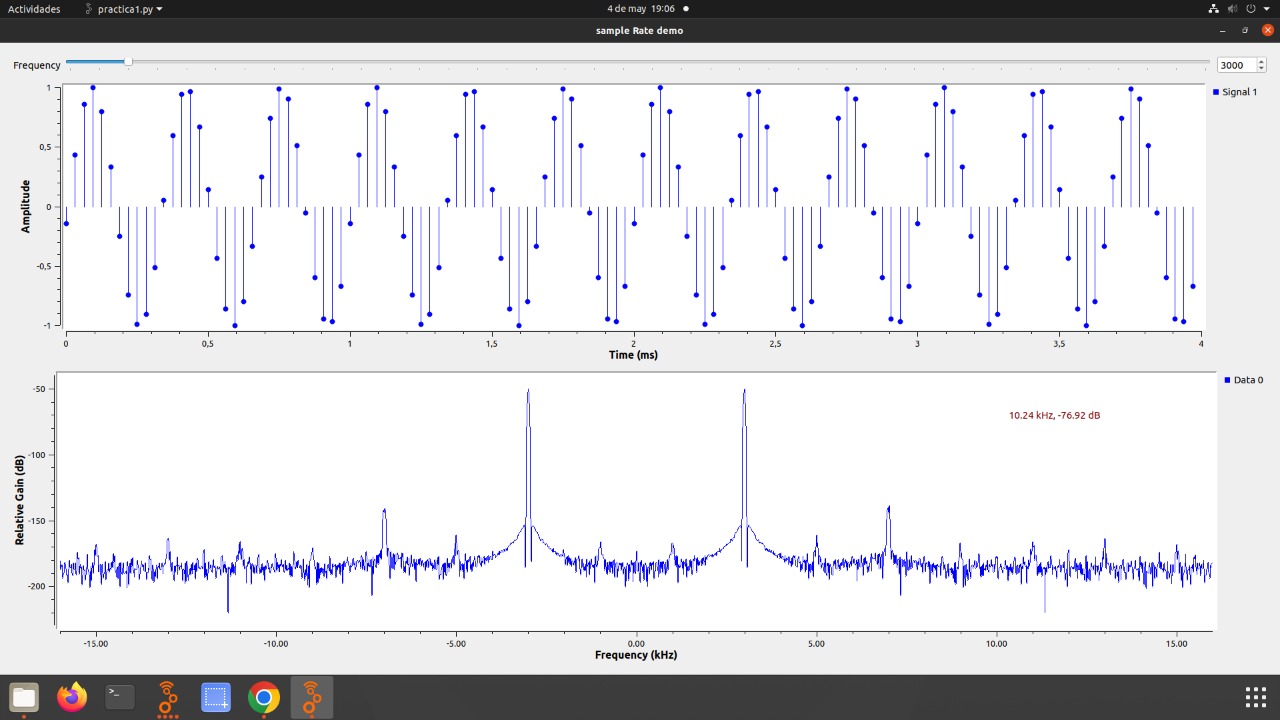 Actividades practica1.py 4 de may 19:06
sample Rate demo
Frequency 3000
1
0,5
0
-0,5
-1
Amplitude
Signal 1
0 0,5 1 1,5 2 2,5 3 3,5 4
Time (ms)
-50
-100
-150
-200
Relative Gain (dB)
Data 0
10.24 kHz, -76.92 dB
-15.00 -10.00 -5.00 0.00 5.00 10.00 15.00
Frequency (kHz)
>_